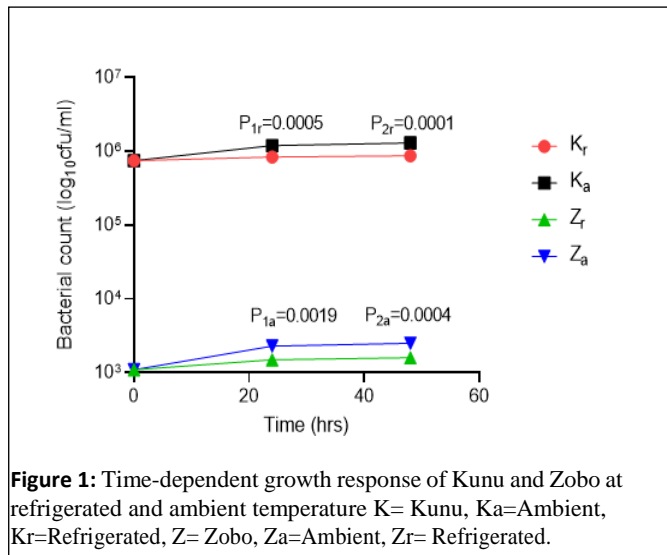 10⁷
P₁ᵣ=0.0005 P₂ᵣ=0.0001
10⁶
10⁵
10⁴
P₁ₐ=0.0019 P₂ₐ=0.0004
10³
Bacterial count (log₁₀cfu/ml)
0 20 40 60
Time (hrs)
Kᵣ
Kₐ
Zᵣ
Zₐ
Figure 1: Time-dependent growth response of Kunu and Zobo at
refrigerated and ambient temperature K= Kunu, Ka=Ambient,
Kr=Refrigerated, Z= Zobo, Za=Ambient, Zr= Refrigerated.